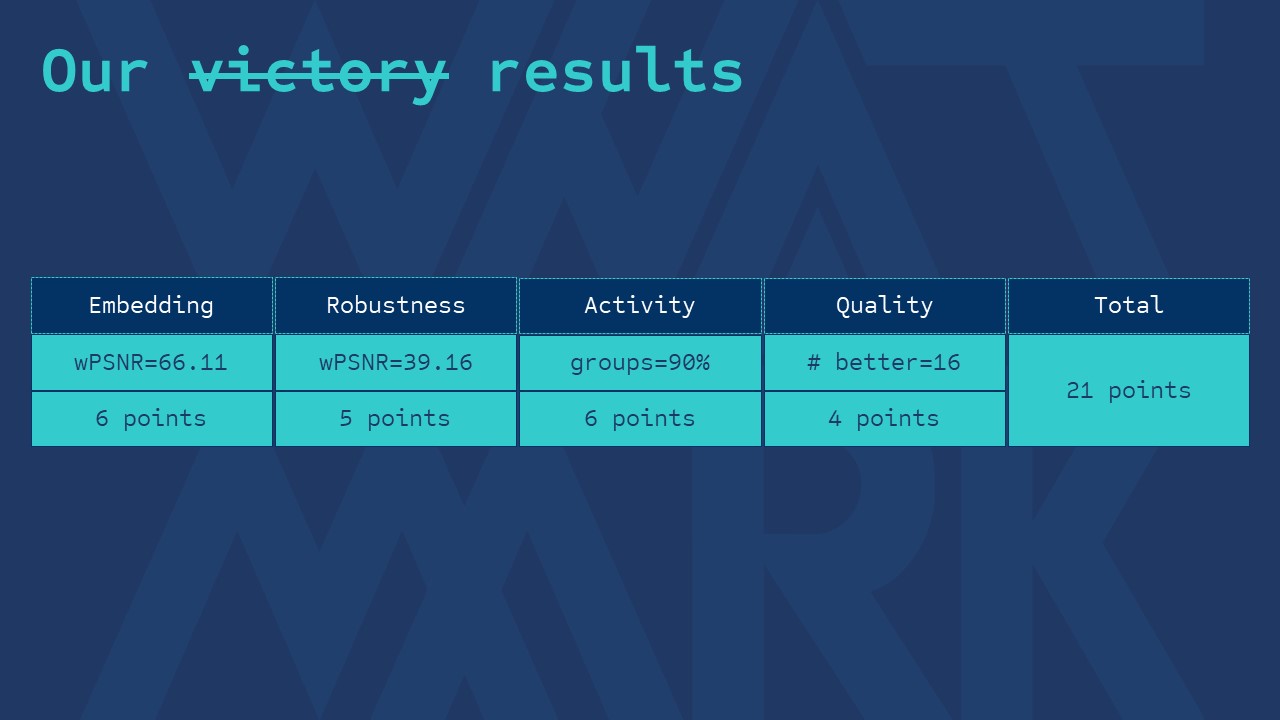 Our victory results
Embedding Robustness Activity Quality Total
wPSNR=66.11 wPSNR=39.16 groups=90% # better=16 21 points
6 points 5 points 6 points 4 points